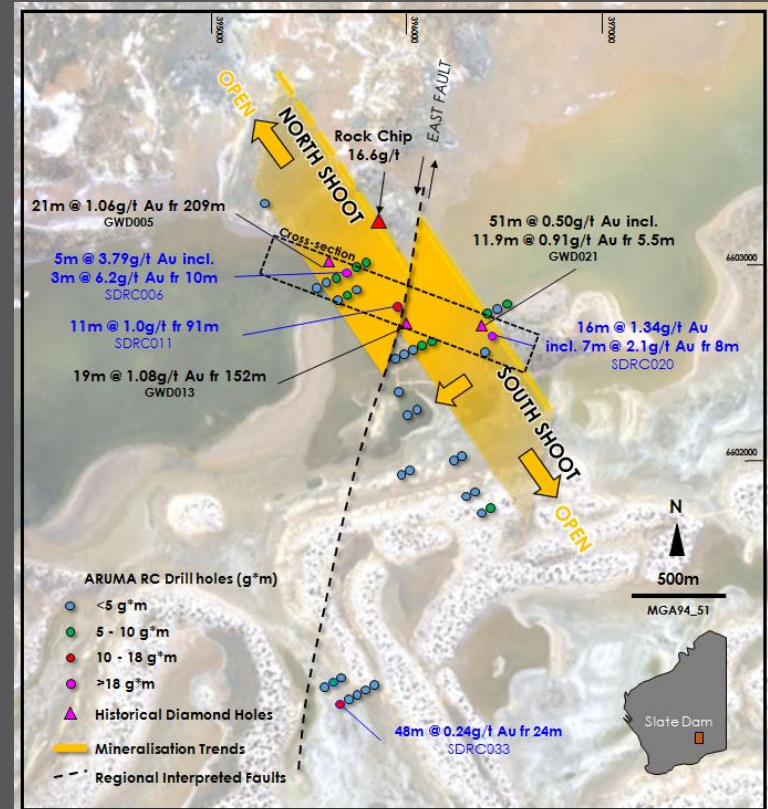 395000
396000
397000
OPEN
NORTH SHOOT
EAST FAULT
Rock Chip
16.6g/t
21m @ 1.06g/t Au fr 209m
GWD005
51m @ 0.50g/t Au incl.
11.9m @ 0.91g/t Au fr 5.5m
GWD021
Cross-section
6603000
5m @ 3.79g/t Au incl.
3m @ 6.2g/t Au fr 10m
SDRC006
11m @ 1.0g/t fr 91m
SDRC011
16m @ 1.34g/t Au
incl. 7m @ 2.1g/t Au fr 8m
SDRC020
19m @ 1.08g/t Au fr 152m
GWD013
SOUTH SHOOT
6602000
OPEN
N
500m
MGA94_51
ARUMA RC Drill holes (g*m)
<5 g*m
5 - 10 g*m
10 - 18 g*m
>18 g*m
Historical Diamond Holes
Mineralisation Trends
Regional Interpreted Faults
48m @ 0.24g/t Au fr 24m
SDRC033
Slate Dam